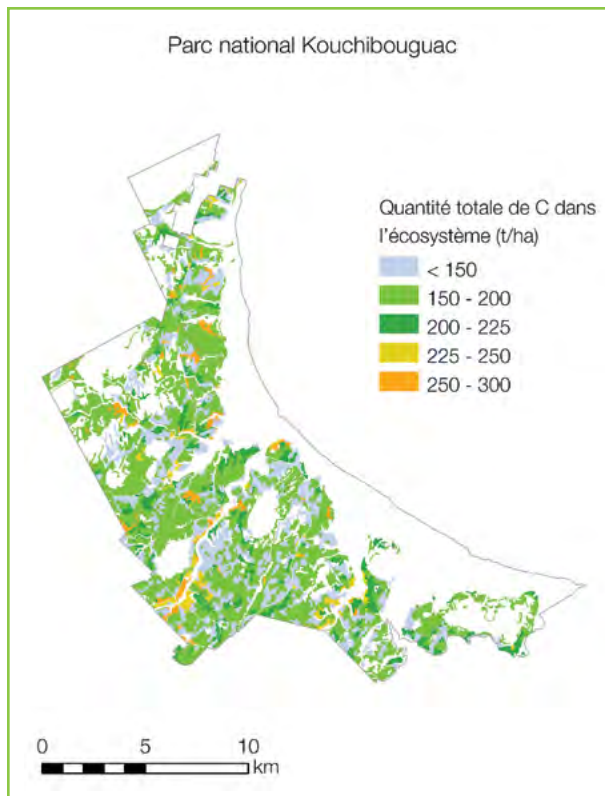 Parc national Kouchibouguac
Quantité totale de C dans
l'écosystème (t/ha)
< 150
150 - 200
200 - 225
225 - 250
250 - 300
0 5 10
km